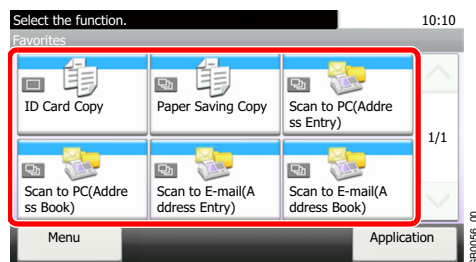 Select the function.
10:10
Favorites
ID Card Copy
Paper Saving Copy
Scan to PC(Addre
ss Entry)
1/1
Scan to PC(Addre
ss Book)
Scan to E-mail(A
ddress Entry)
Scan to E-mail(A
ddress Book)
Menu
Application